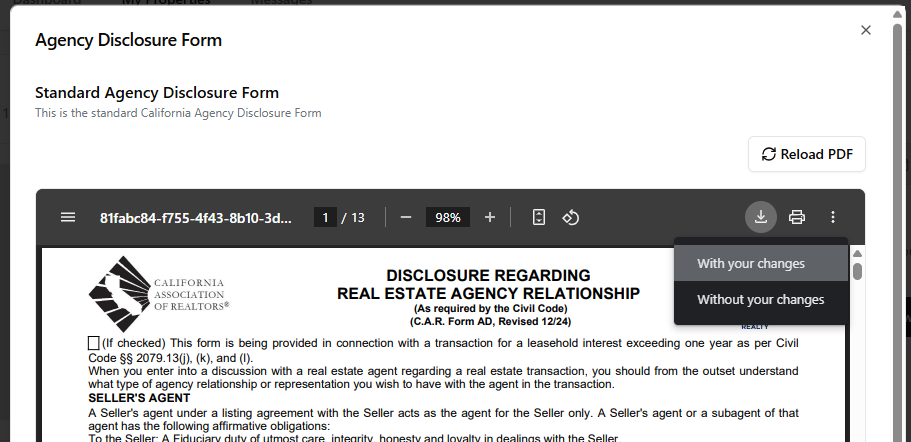 Dashboard My Properties Messages
Agency Disclosure Form
Standard Agency Disclosure Form
This is the standard California Agency Disclosure Form
Reload PDF
81fabc84-f755-4f43-8b10-3d...
1 / 13
98%
With your changes
Without your changes
CALIFORNIA
ASSOCIATION
OF REALTORS®
DISCLOSURE REGARDING
REAL ESTATE AGENCY RELATIONSHIP
(As required by the Civil Code)
(C.A.R. Form AD, Revised 12/24)
REALTY
(If checked) This form is being provided in connection with a transaction for a leasehold interest exceeding one year as per Civil
Code §§ 2079.13(j), (k), and (l).
When you enter into a discussion with a real estate agent regarding a real estate transaction, you should from the outset understand
what type of agency relationship or representation you wish to have with the agent in the transaction.
SELLER'S AGENT
A Seller's agent under a listing agreement with the Seller acts as the agent for the Seller only. A Seller's agent or a subagent of that
agent has the following affirmative obligations:
To the Seller: A Fiduciary duty of utmost care, integrity, honesty and loyalty in dealings with the Seller.